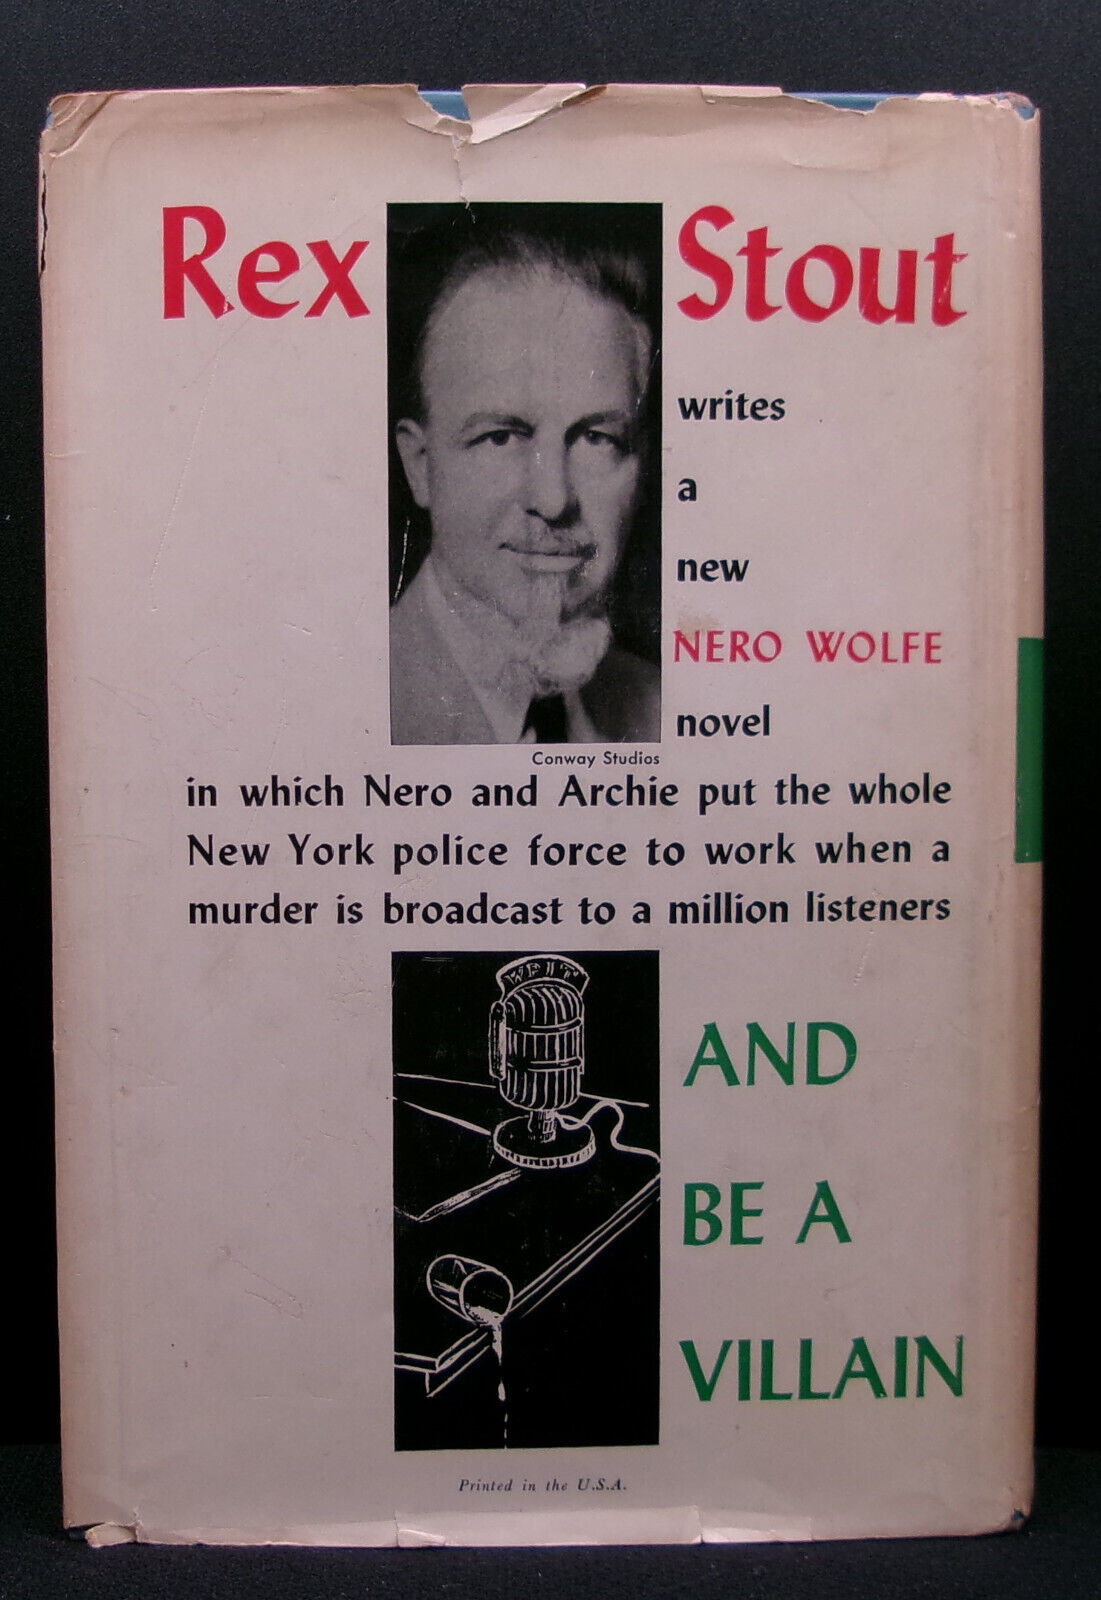 Rex Stout
writes
a
new
NERO WOLFE
novel
Conway Studios
in which Nero and Archie put the whole
New York police force to work when a
murder is broadcast to a million listeners
AND
BE A
VILLAIN
Printed in the U.S.A.